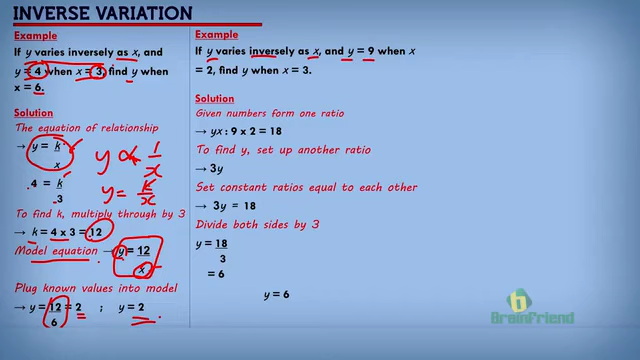 INVERSE VARIATION
Example
If y varies inversely as x, and
y = 4 when x = 3, find y when
x = 6.
Solution
The equation of relationship
→ y = k
x
4 = k
3
y ∝ 1/x
y = k/x
To find k, multiply through by 3
→ k = 4 x 3 = 12
Model equation → y = 12
x
Plug known values into model
→ y = 12 = 2 ; y = 2
6
Example
If y varies inversely as x, and y = 9 when x
= 2, find y when x = 3.
Solution
Given numbers form one ratio
→ yx : 9 x 2 = 18
To find y, set up another ratio
→ 3y
Set constant ratios equal to each other
→ 3y = 18
Divide both sides by 3
y = 18
3
= 6
y = 6
b
BrainFriend